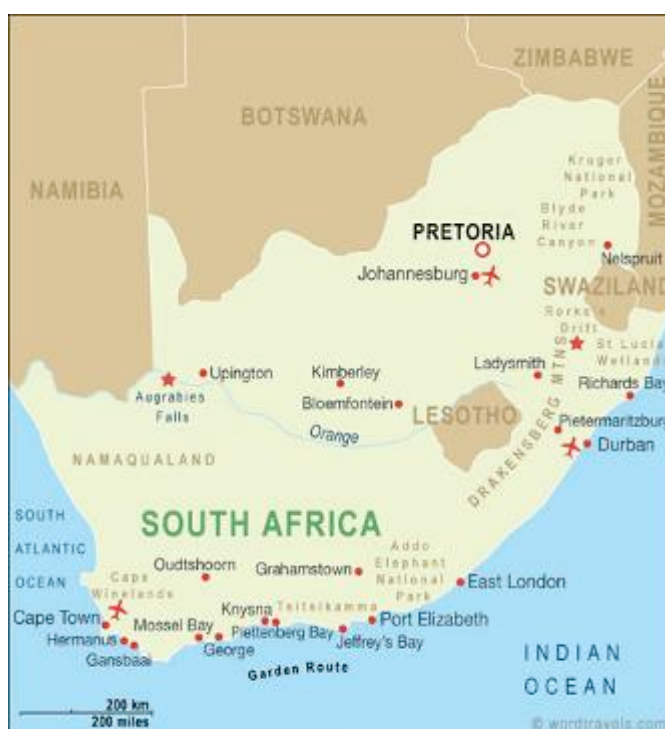 ZIMBABWE
BOTSWANA
MOZAMBIQUE
NAMIBIA
Kruger
National
Park
Blyde
River
Canyon
PRETORIA
Nelspruit
Johannesburg
SWAZILAND
Rorke's
Drift
St Lucia
Wetlands
Ladysmith
Upington
Kimberley
Richards Bay
Augrabies
Falls
Bloemfontein
LESOTHO
DRAKENSBERG MTNS
Pietermaritzburg
Orange
Durban
NAMAQUALAND
SOUTH
ATLANTIC
OCEAN
SOUTH AFRICA
Addo
Elephant
National
Park
Oudtshoorn
Grahamstown
Cape
Winelands
East London
Knysna
Tsitsikamma
Cape Town
Mossel Bay
Port Elizabeth
Hermanus
Plettenberg Bay
Jeffrey's Bay
George
Gansbaai
Garden Route
INDIAN
OCEAN
200 km
200 miles
© wordtravels.com